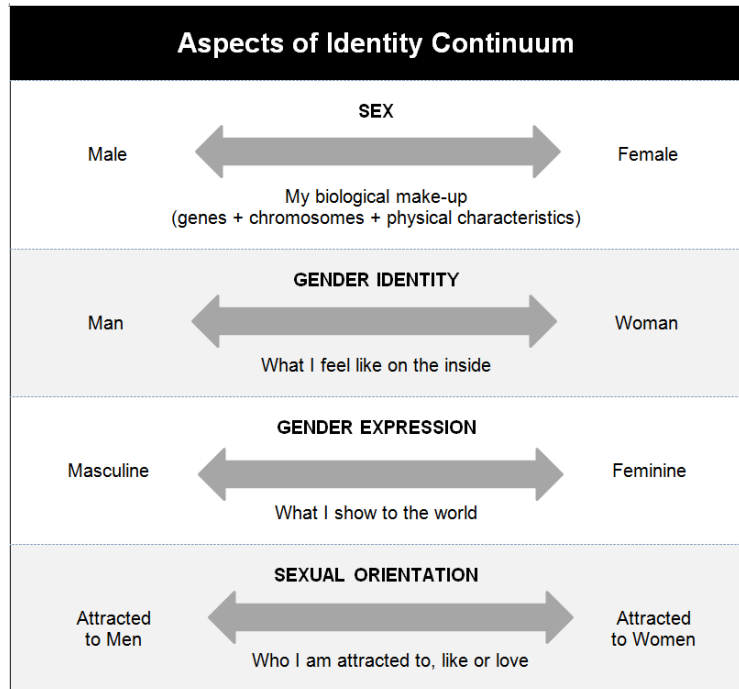 Aspects of Identity Continuum
SEX
Male
Female
My biological make-up
(genes + chromosomes + physical characteristics)
GENDER IDENTITY
Man
Woman
What I feel like on the inside
GENDER EXPRESSION
Masculine
Feminine
What I show to the world
SEXUAL ORIENTATION
Attracted
to Men
Attracted
to Women
Who I am attracted to, like or love